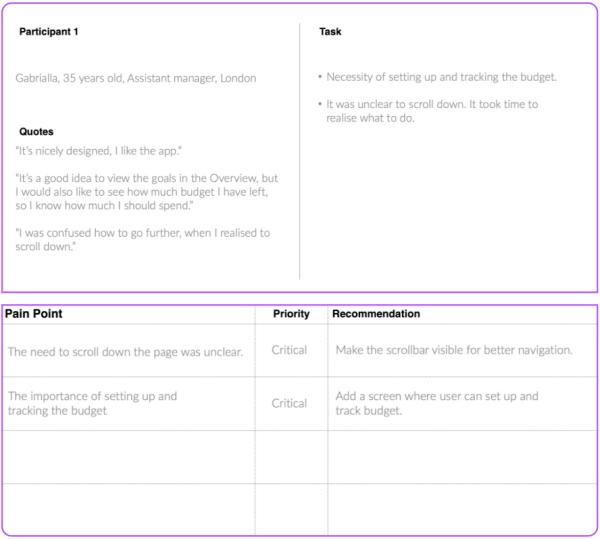 Participant 1
Gabrialla, 35 years old, Assistant manager, London
Quotes
“It’s nicely designed, I like the app.”
“It’s a good idea to view the goals in the Overview, but
I would also like to see how much budget I have left,
so I know how much I should spend.”
“I was confused how to go further, when I realised to
scroll down.”
Task
• Necessity of setting up and tracking the budget.
• It was unclear to scroll down. It took time to
realise what to do.
Pain Point
Priority
Recommendation
The need to scroll down the page was unclear.
Critical
Make the scrollbar visible for better navigation.
The importance of setting up and
tracking the budget
Critical
Add a screen where user can set up and
track budget.